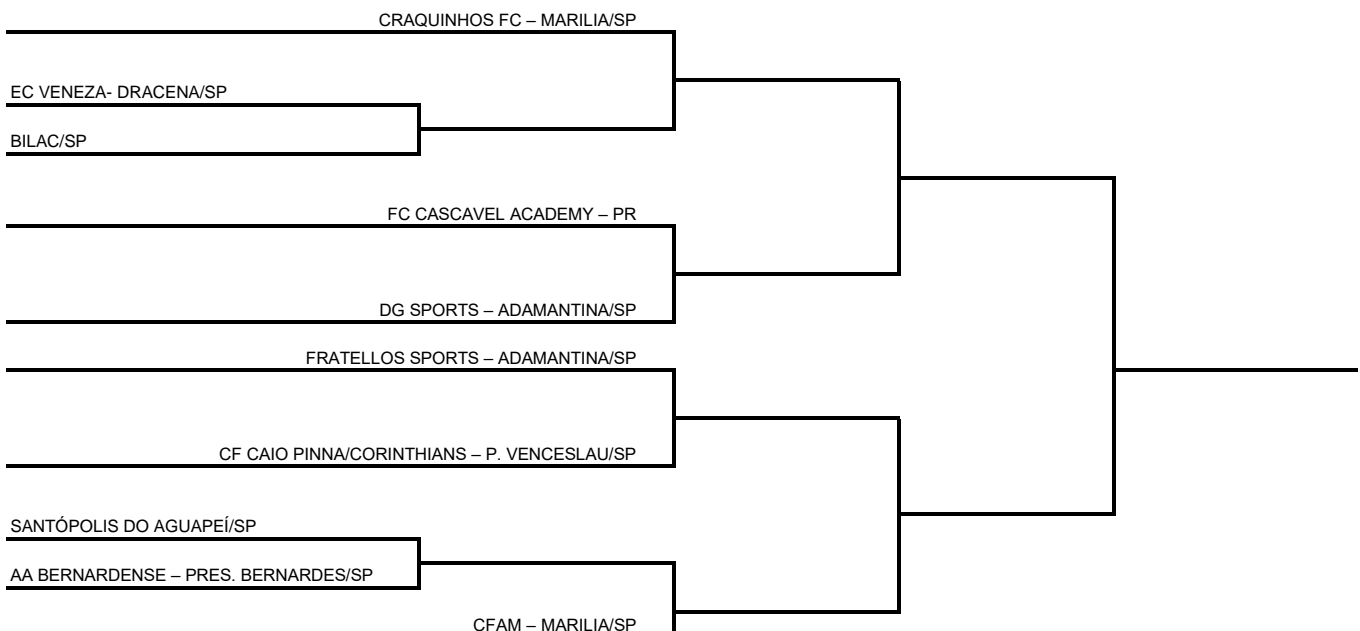 CRAQUINHOS FC – MARILIA/SP
EC VENEZA- DRACENA/SP
BILAC/SP
FC CASCAVEL ACADEMY – PR
DG SPORTS – ADAMANTINA/SP
FRATELLOS SPORTS – ADAMANTINA/SP
CF CAIO PINNA/CORINTHIANS – P. VENCESLAU/SP
SANTÓPOLIS DO AGUAPEÍ/SP
AA BERNARDENSE – PRES. BERNARDES/SP
CFAM – MARILIA/SP